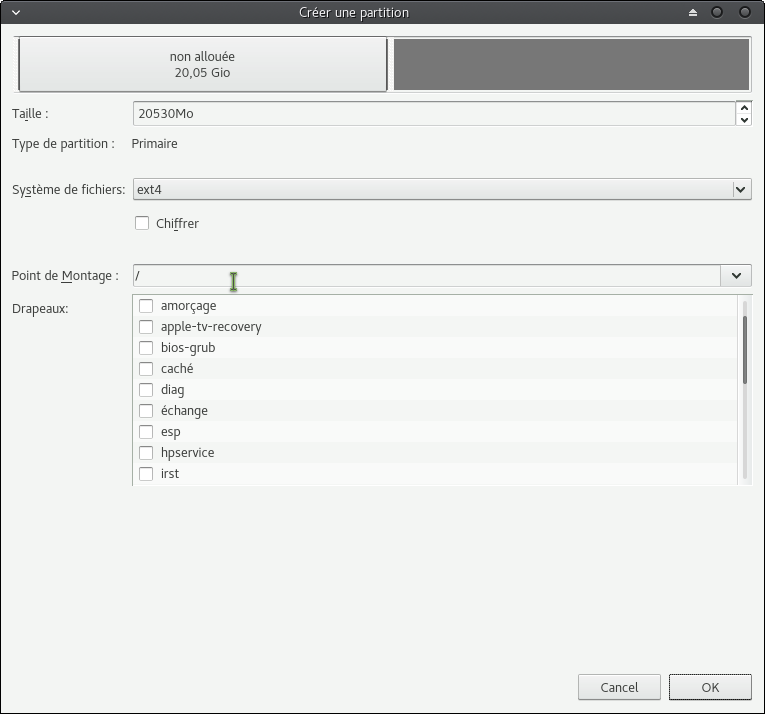 Créer une partition
non allouée
20,05 Gio
Taille : 20530Mo
Type de partition : Primaire
Système de fichiers: ext4
Chiffrer
Point de Montage : /
Drapeaux:
amorçage
apple-tv-recovery
bios-grub
caché
diag
échange
esp
hpservice
irst
Cancel OK